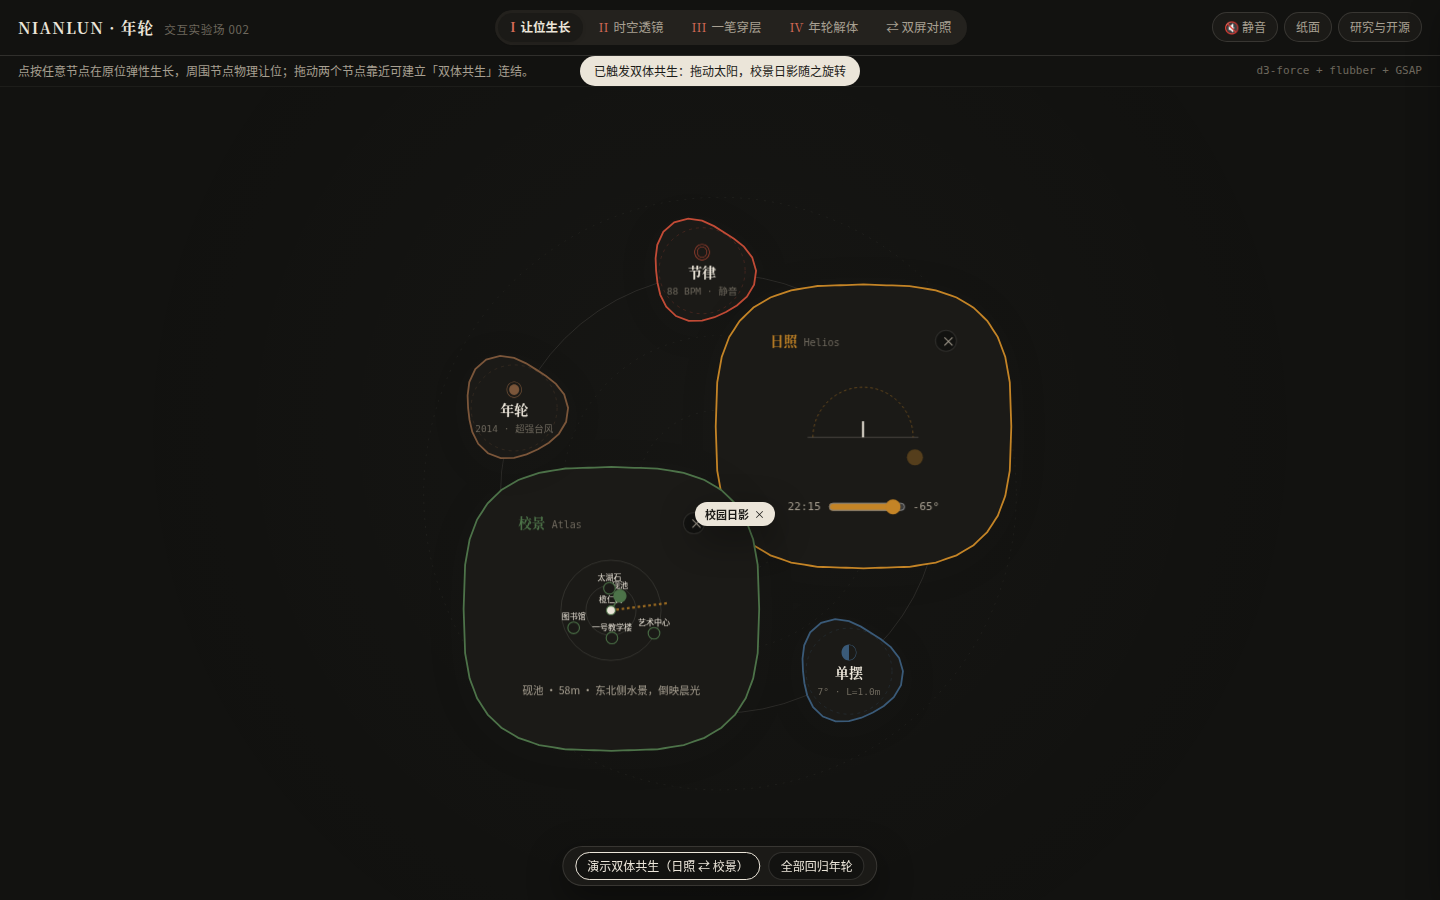 NIANLUN · 年轮 交互实验场 002
I 让位生长 II 时空透镜 III 一笔穿层 IV 年轮解体 ⇄ 双屏对照
🔇 静音 纸面 研究与开源
点按任意节点在原位弹性生长，周围节点物理让位；拖动两个节点靠近可建立「双体共生」连结。
已触发双体共生：拖动太阳，校景日影随之旋转
d3-force + flubber + GSAP
节律
88 BPM · 静音
日照 Helios ×
年轮
2014 · 超强台风
22:15 -65°
校园日影 ×
校景 Atlas ×
太湖石
图书馆
一号教学楼
艺术中心
砚池 • 58m • 东北侧水景，倒映晨光
单摆
7° · L=1.0m
演示双体共生（日照 ⇄ 校景） 全部回归年轮